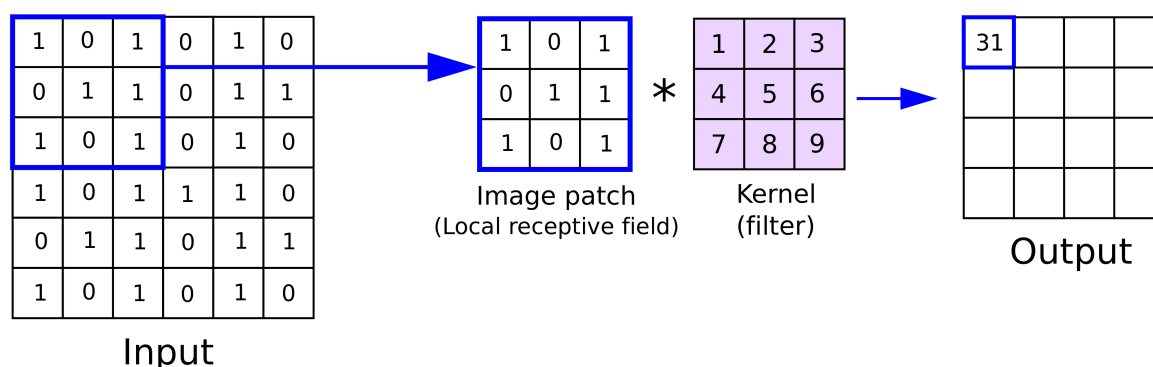 1 0 1 0 1 0
0 1 1 0 1 1
1 0 1 0 1 0
1 0 1 1 1 0
0 1 1 0 1 1
1 0 1 0 1 0
Input
1 0 1
0 1 1
1 0 1
Image patch
(Local receptive field)
*
1 2 3
4 5 6
7 8 9
Kernel
(filter)
31
Output